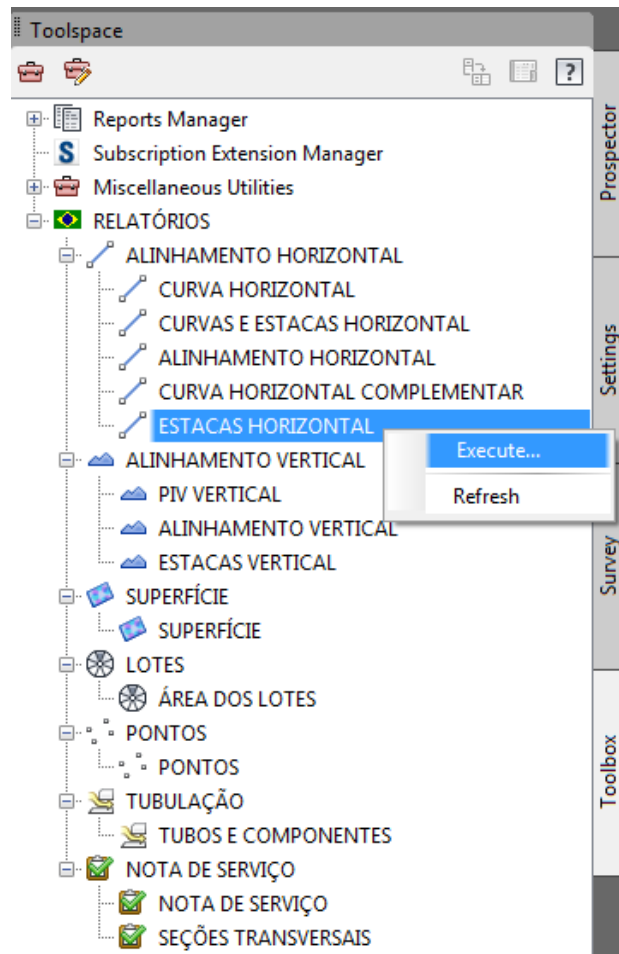 Toolspace
?
Reports Manager
S Subscription Extension Manager
Miscellaneous Utilities
RELATÓRIOS
ALINHAMENTO HORIZONTAL
CURVA HORIZONTAL
CURVAS E ESTACAS HORIZONTAL
ALINHAMENTO HORIZONTAL
CURVA HORIZONTAL COMPLEMENTAR
ESTACAS HORIZONTAL
Execute...
Refresh
ALINHAMENTO VERTICAL
PIV VERTICAL
ALINHAMENTO VERTICAL
ESTACAS VERTICAL
SUPERFÍCIE
SUPERFÍCIE
LOTES
ÁREA DOS LOTES
PONTOS
PONTOS
TUBULAÇÃO
TUBOS E COMPONENTES
NOTA DE SERVIÇO
NOTA DE SERVIÇO
SEÇÕES TRANSVERSAIS
Prospector
Settings
Survey
Toolbox